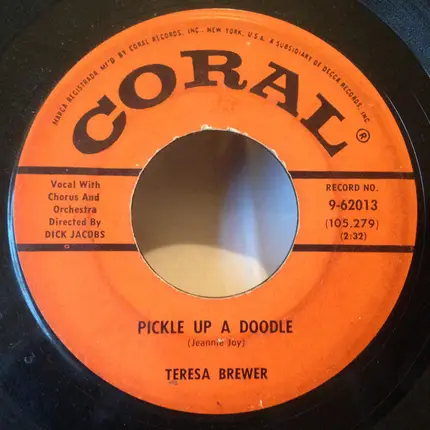 MARCA REGISTRADA. MF'D BY CORAL RECORDS, INC., NEW YORK, U.S.A. A SUBSIDIARY OF DECCA RECORDS, INC.
CORAL®
Vocal With
Chorus And
Orchestra
Directed By
DICK JACOBS
RECORD NO.
9-62013
(105,279)
(2:32)
PICKLE UP A DOODLE
(Jeannie Joy)
TERESA BREWER